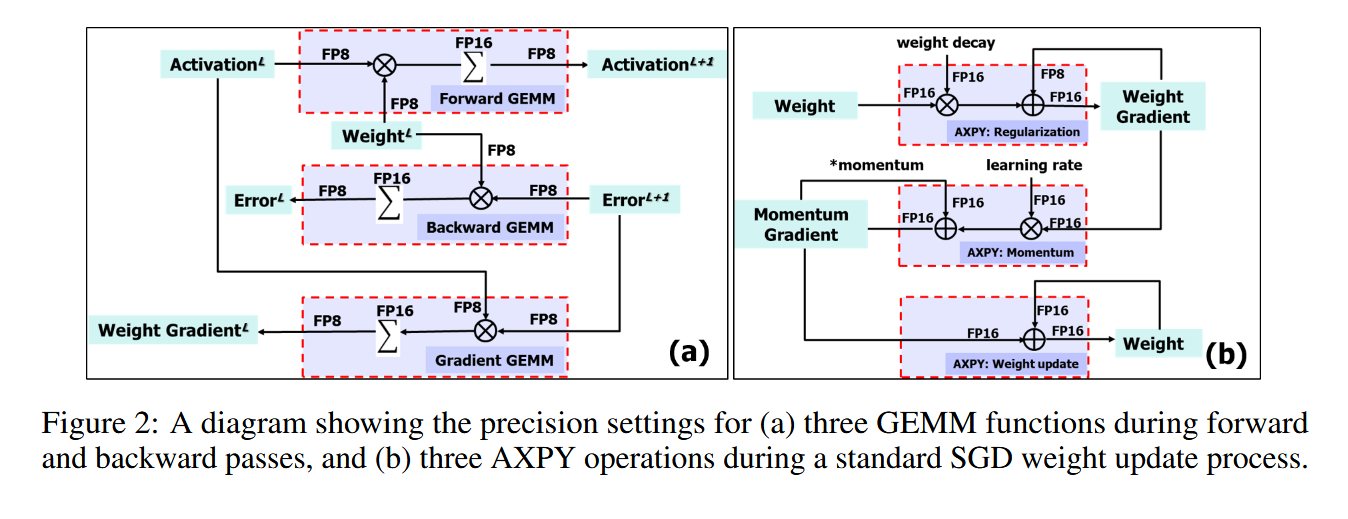 FP16
FP8
FP8
Activation^L
Activation^{L+1}
FP8
Forward GEMM
Weight^L
FP8
FP16
FP8
FP8
Error^L
Error^{L+1}
Backward GEMM
FP16
FP8
FP8
FP8
Weight Gradient^L
Gradient GEMM
(a)
weight decay
FP16
FP8
FP16
FP16
Weight
Weight
Gradient
AXPY: Regularization
*momentum
learning rate
FP16
FP16
FP16
FP16
Momentum
Gradient
AXPY: Momentum
FP16
FP16
FP16
Weight
AXPY: Weight update
(b)
Figure 2: A diagram showing the precision settings for (a) three GEMM functions during forward
and backward passes, and (b) three AXPY operations during a standard SGD weight update process.